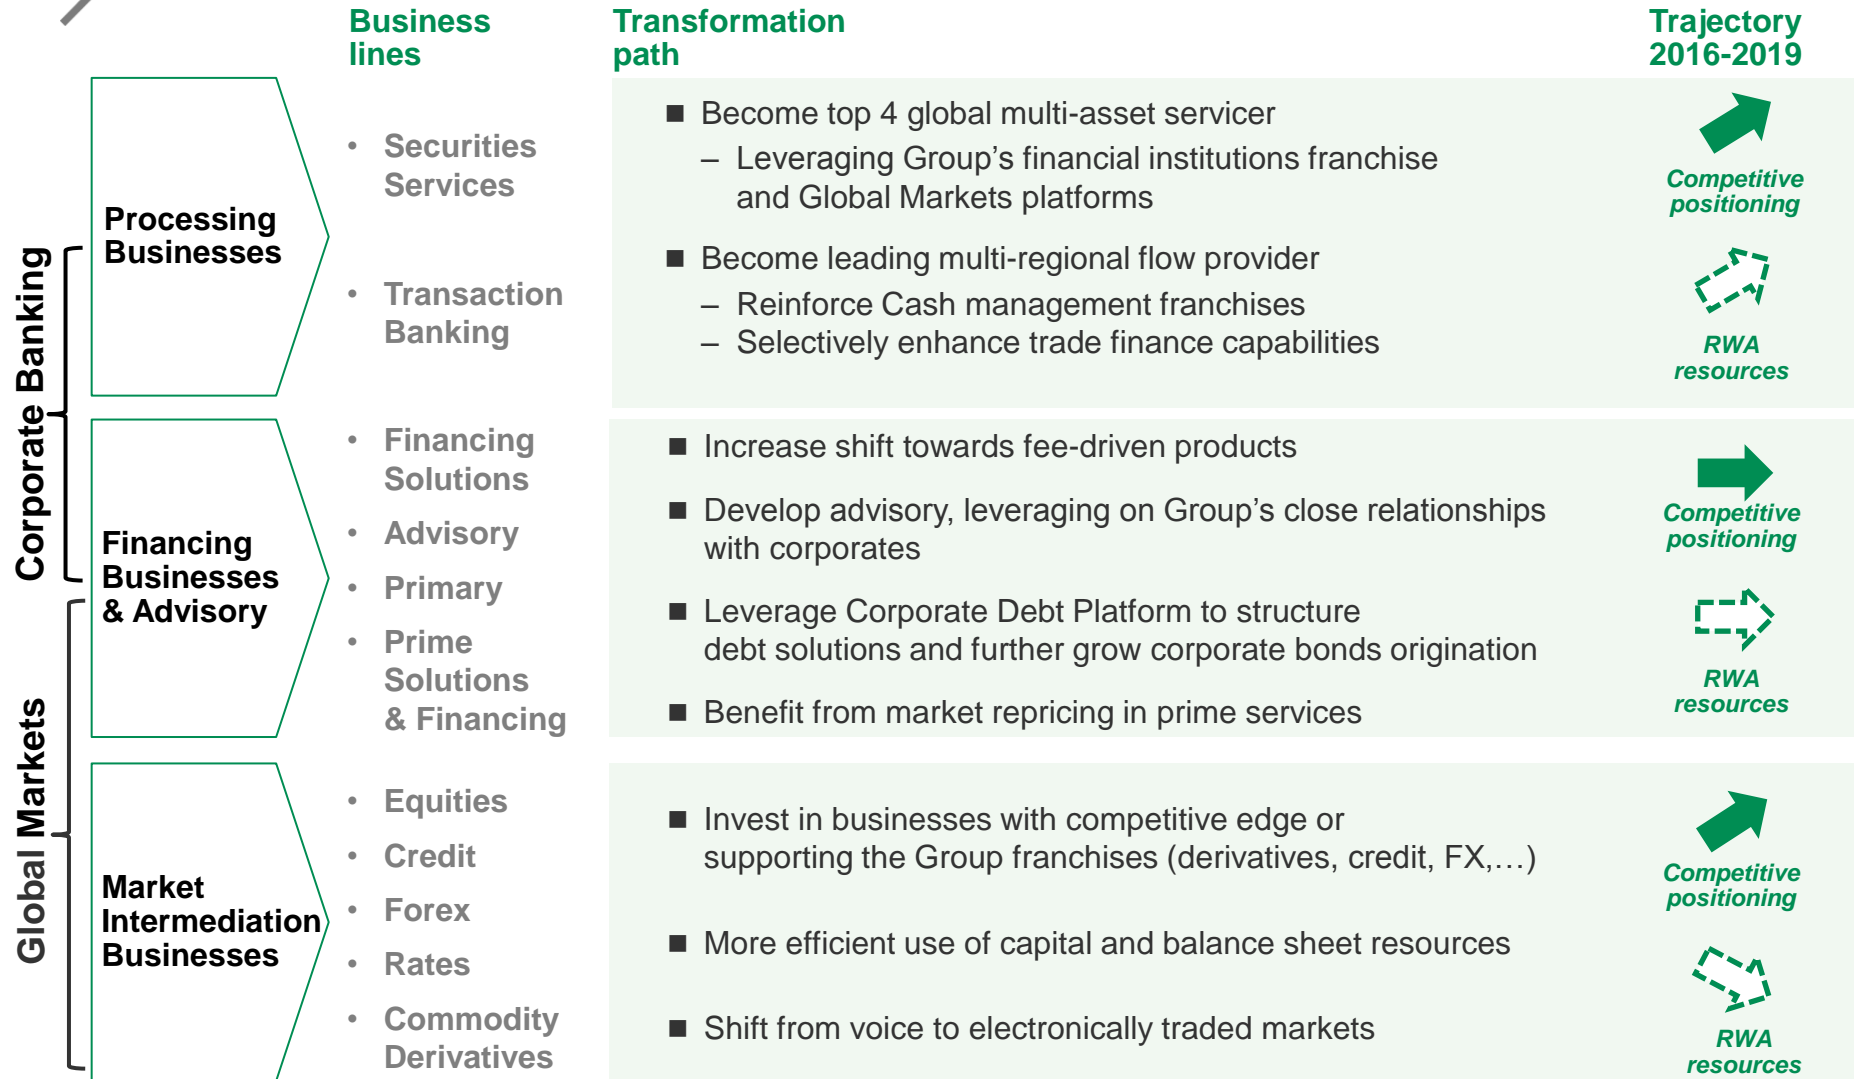 Business
lines
Transformation
path
Trajectory
2016-2019
Corporate Banking
Global Markets
Processing
Businesses
• Securities
Services
• Transaction
Banking
■ Become top 4 global multi-asset servicer
– Leveraging Group’s financial institutions franchise
and Global Markets platforms
■ Become leading multi-regional flow provider
– Reinforce Cash management franchises
– Selectively enhance trade finance capabilities
Competitive
positioning
RWA
resources
Financing
Businesses
& Advisory
• Financing
Solutions
• Advisory
• Primary
• Prime
Solutions
& Financing
■ Increase shift towards fee-driven products
■ Develop advisory, leveraging on Group’s close relationships
with corporates
■ Leverage Corporate Debt Platform to structure
debt solutions and further grow corporate bonds origination
■ Benefit from market repricing in prime services
Competitive
positioning
RWA
resources
Market
Intermediation
Businesses
• Equities
• Credit
• Forex
• Rates
• Commodity
Derivatives
■ Invest in businesses with competitive edge or
supporting the Group franchises (derivatives, credit, FX,…)
■ More efficient use of capital and balance sheet resources
■ Shift from voice to electronically traded markets
Competitive
positioning
RWA
resources